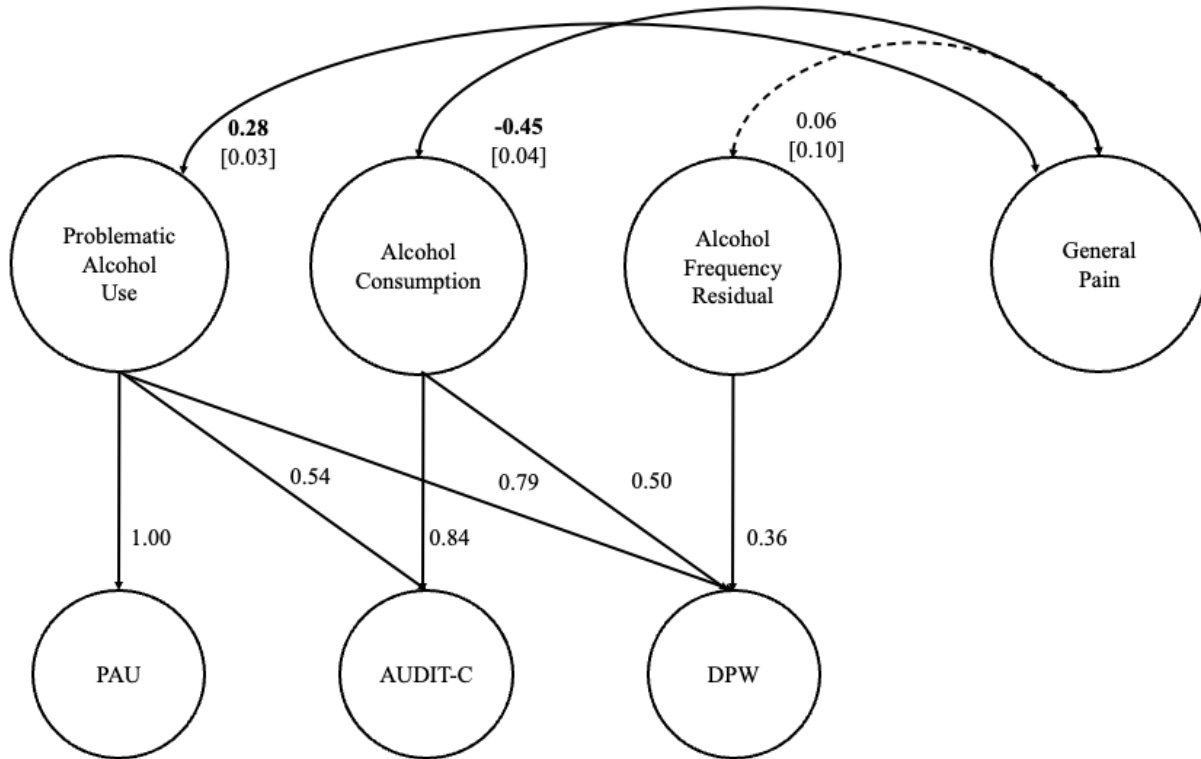 0.28
[0.03]
-0.45
[0.04]
0.06
[0.10]
Problematic
Alcohol
Use
Alcohol
Consumption
Alcohol
Frequency
Residual
General
Pain
0.54
0.79
0.50
1.00
0.84
0.36
PAU
AUDIT-C
DPW